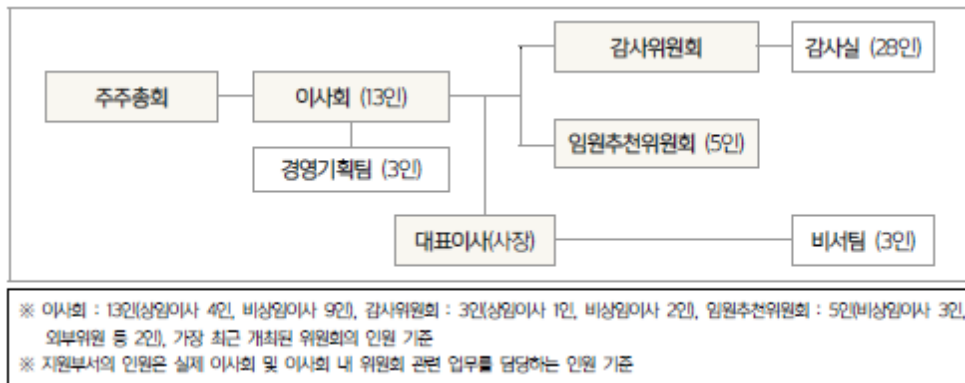 감사위원회
감사실 (28인)
주주총회
이사회 (13인)
임원추천위원회 (5인)
경영기획팀 (3인)
대표이사(사장)
비서팀 (3인)
※ 이사회 : 13인(상임이사 4인, 비상임이사 9인), 감사위원회 : 3인(상임이사 1인, 비상임이사 2인), 임원추천위원회 : 5인(비상임이사 3인,
외부위원 등 2인), 가장 최근 개최된 위원회의 인원 기준
※ 지원부서의 인원은 실제 이사회 및 이사회 내 위원회 관련 업무를 담당하는 인원 기준